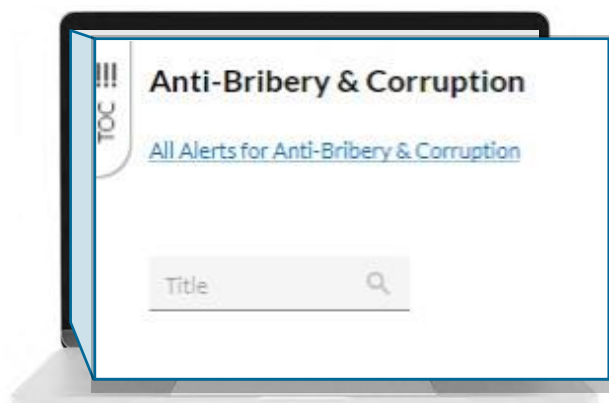 TOC
Anti-Bribery & Corruption
All Alerts for Anti-Bribery & Corruption
Title